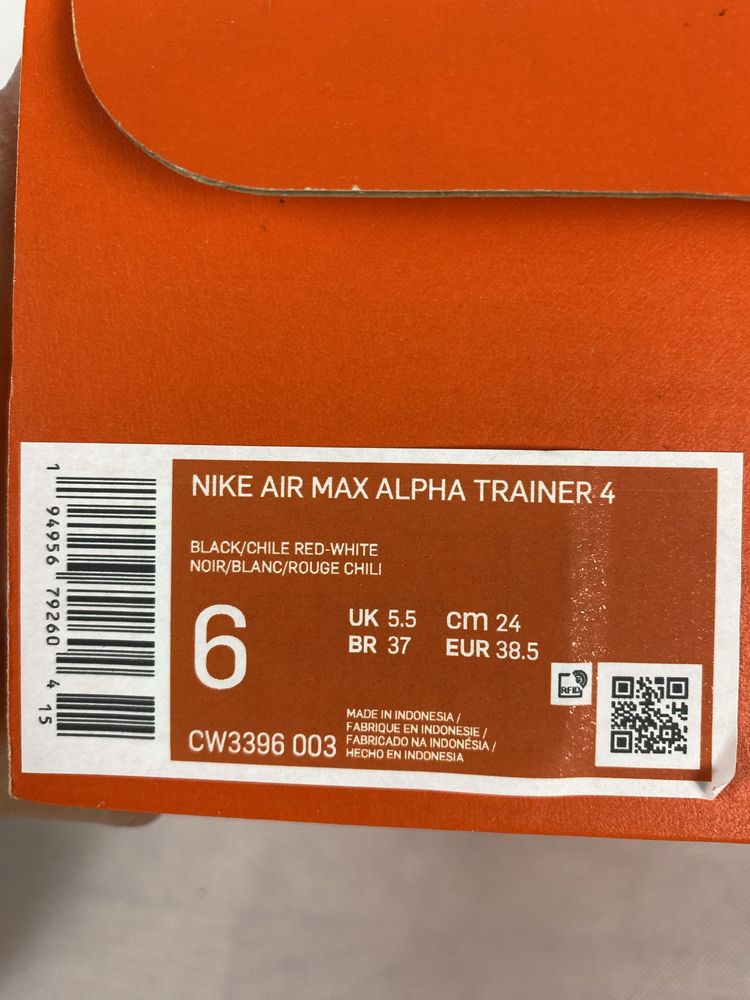 NIKE AIR MAX ALPHA TRAINER 4
BLACK/CHILE RED-WHITE
NOIR/BLANC/ROUGE CHILI
6
UK 5.5 cm 24
BR 37 EUR 38.5
RFID
CW3396 003
MADE IN INDONESIA /
FABRIQUE EN INDONESIE /
FABRICADO NA INDONÉSIA /
HECHO EN INDONESIA
1 94956 79260 4 15